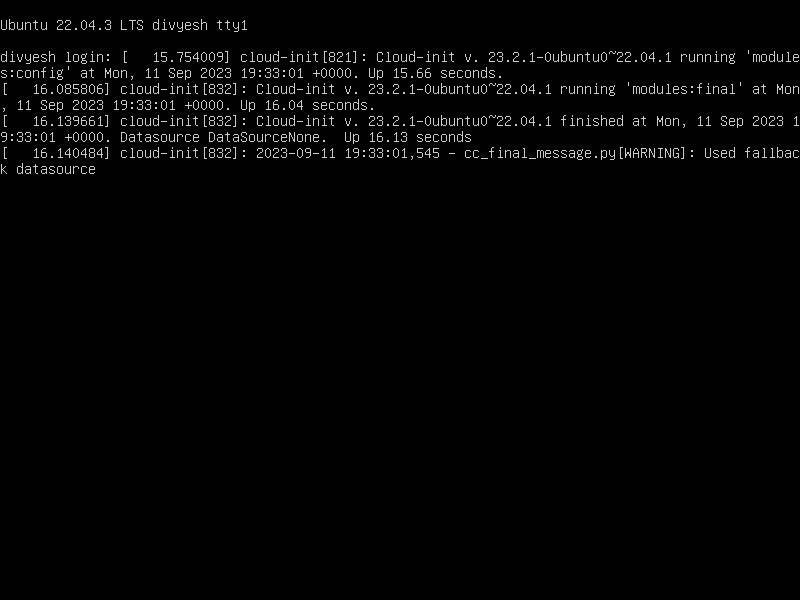 Ubuntu 22.04.3 LTS divyesh tty1
divyesh login: [   15.754009] cloud-init[821]: Cloud-init v. 23.2.1-0ubuntu0~22.04.1 running 'module
s:config' at Mon, 11 Sep 2023 19:33:01 +0000. Up 15.66 seconds.
[   16.085806] cloud-init[832]: Cloud-init v. 23.2.1-0ubuntu0~22.04.1 running 'modules:final' at Mon
, 11 Sep 2023 19:33:01 +0000. Up 16.04 seconds.
[   16.139661] cloud-init[832]: Cloud-init v. 23.2.1-0ubuntu0~22.04.1 finished at Mon, 11 Sep 2023 1
9:33:01 +0000. Datasource DataSourceNone.  Up 16.13 seconds
[   16.140484] cloud-init[832]: 2023-09-11 19:33:01,545 - cc_final_message.py[WARNING]: Used fallbac
k datasource